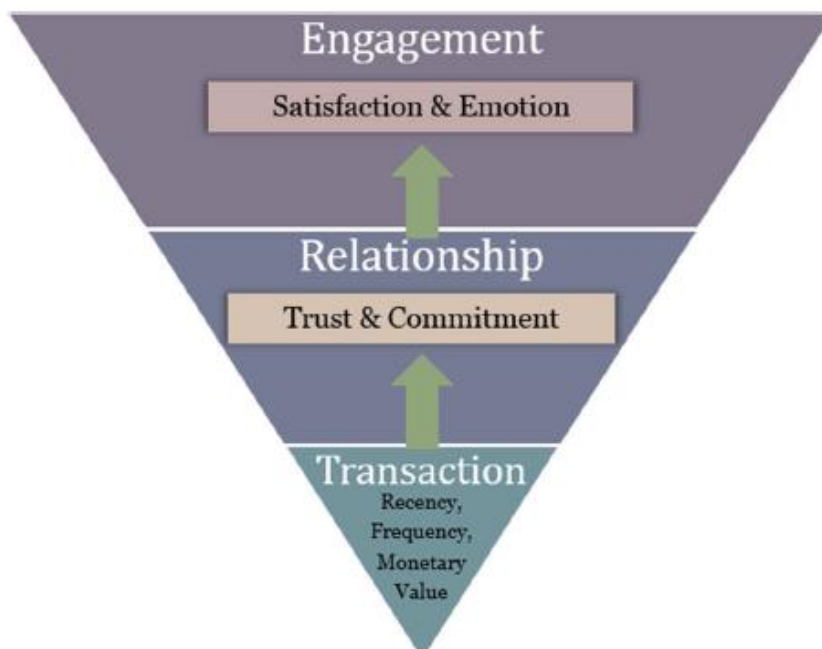 Engagement
Satisfaction & Emotion
Relationship
Trust & Commitment
Transaction
Recency,
Frequency,
Monetary
Value